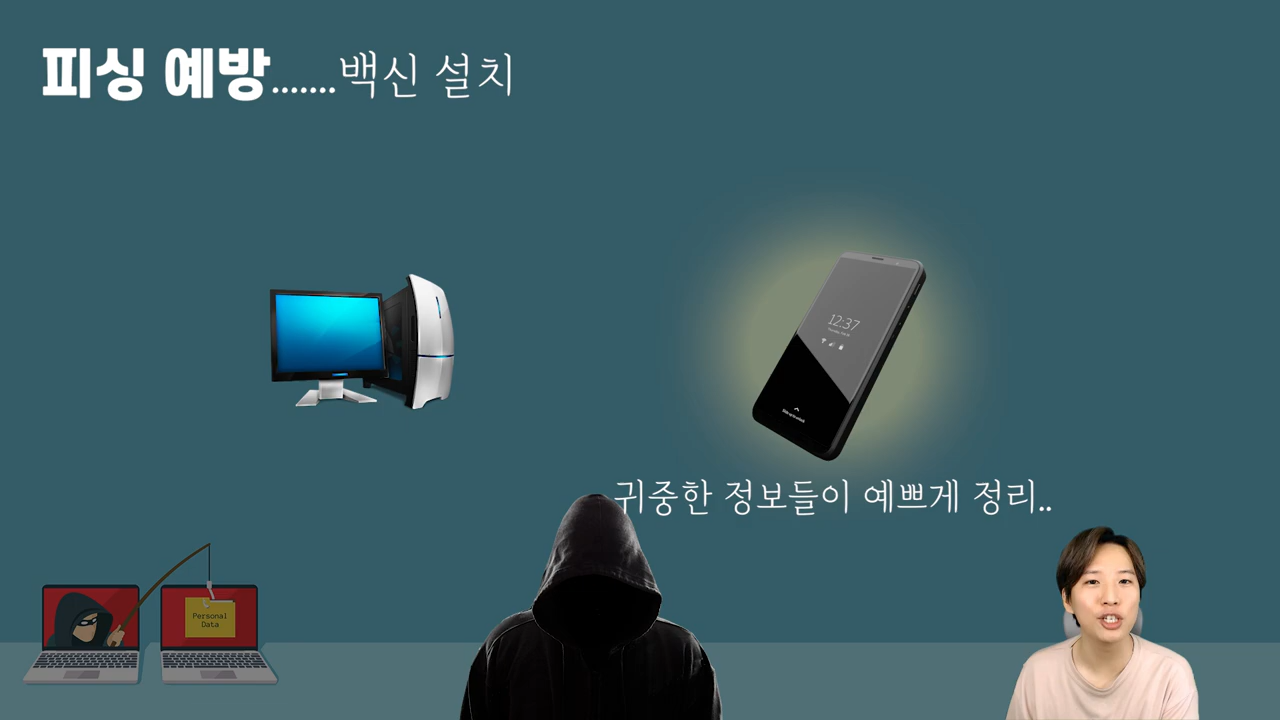 피싱 예방.......백신 설치
12:37
귀중한 정보들이 예쁘게 정리..
Personal
Data